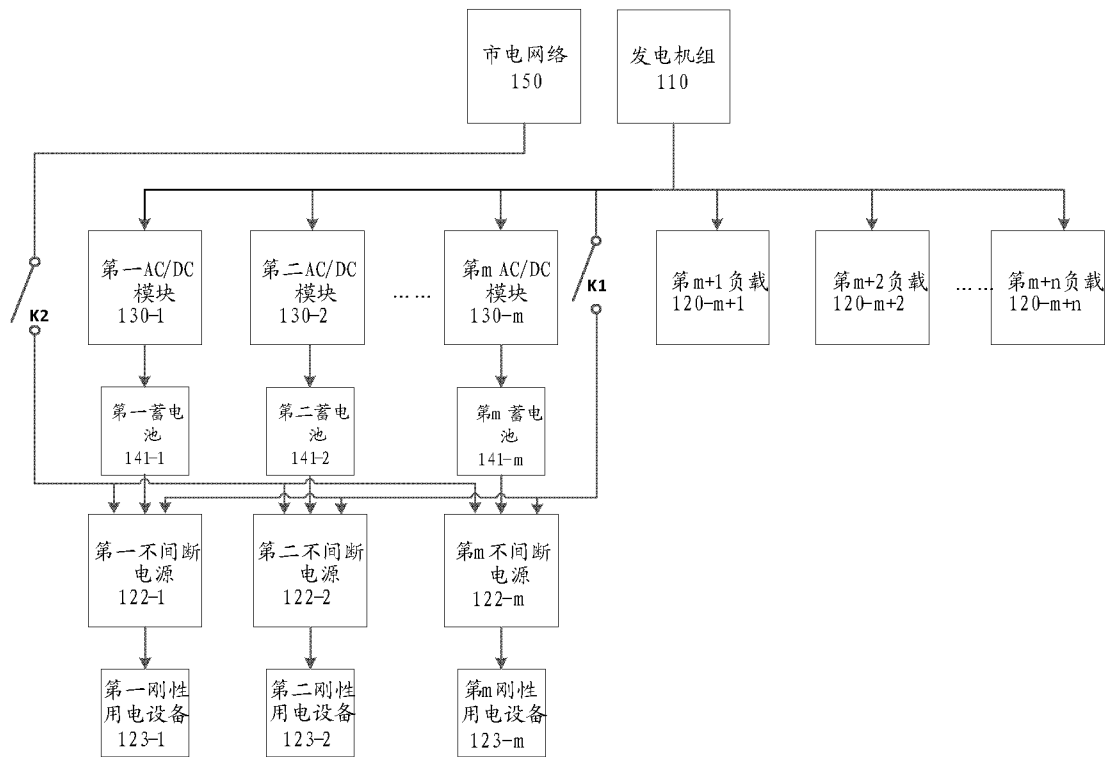 市电网络
150
发电机组
110
第一AC/DC
模块
130-1
第二AC/DC
模块
130-2
……
第m AC/DC
模块
130-m
K1
K2
第m+1负载
120-m+1
第m+2负载
120-m+2
……
第m+n负载
120-m+n
第一蓄电
池
141-1
第二蓄电
池
141-2
第m 蓄电
池
141-m
第一不间断
电源
122-1
第二不间断
电源
122-2
第m不间断
电源
122-m
第一刚性
用电设备
123-1
第二刚性
用电设备
123-2
第m刚性
用电设备
123-m